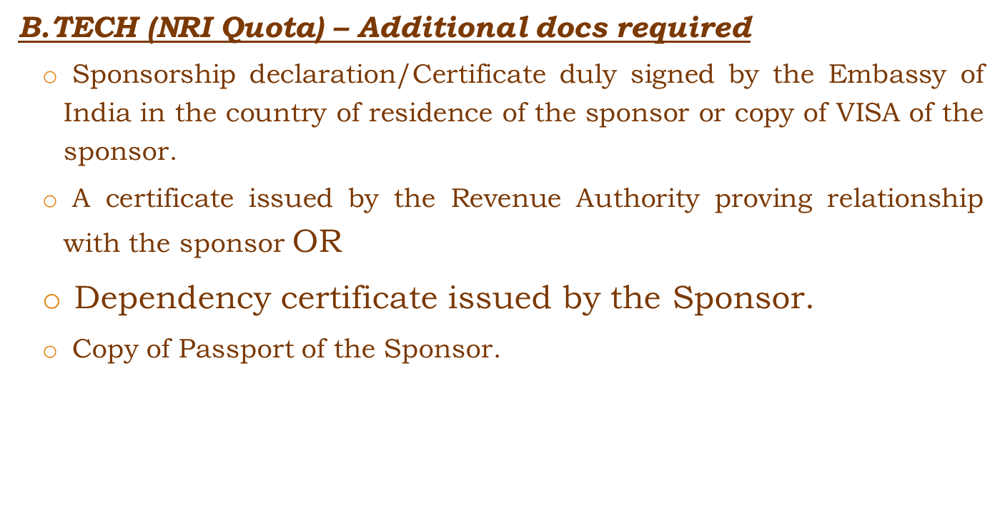 B.TECH (NRI Quota) – Additional docs required
o Sponsorship declaration/Certificate duly signed by the Embassy of
India in the country of residence of the sponsor or copy of VISA of the
sponsor.
o A certificate issued by the Revenue Authority proving relationship
with the sponsor OR
o Dependency certificate issued by the Sponsor.
o Copy of Passport of the Sponsor.